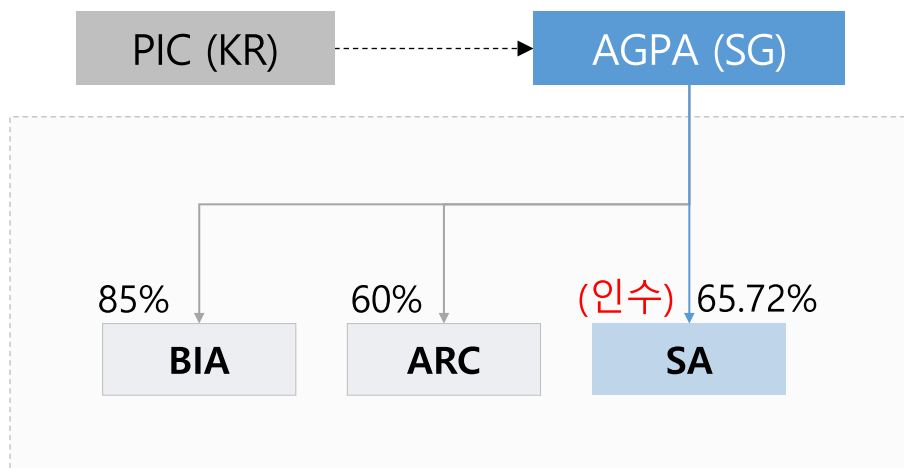 PIC (KR)
AGPA (SG)
85%
60%
(인수) 65.72%
BIA
ARC
SA